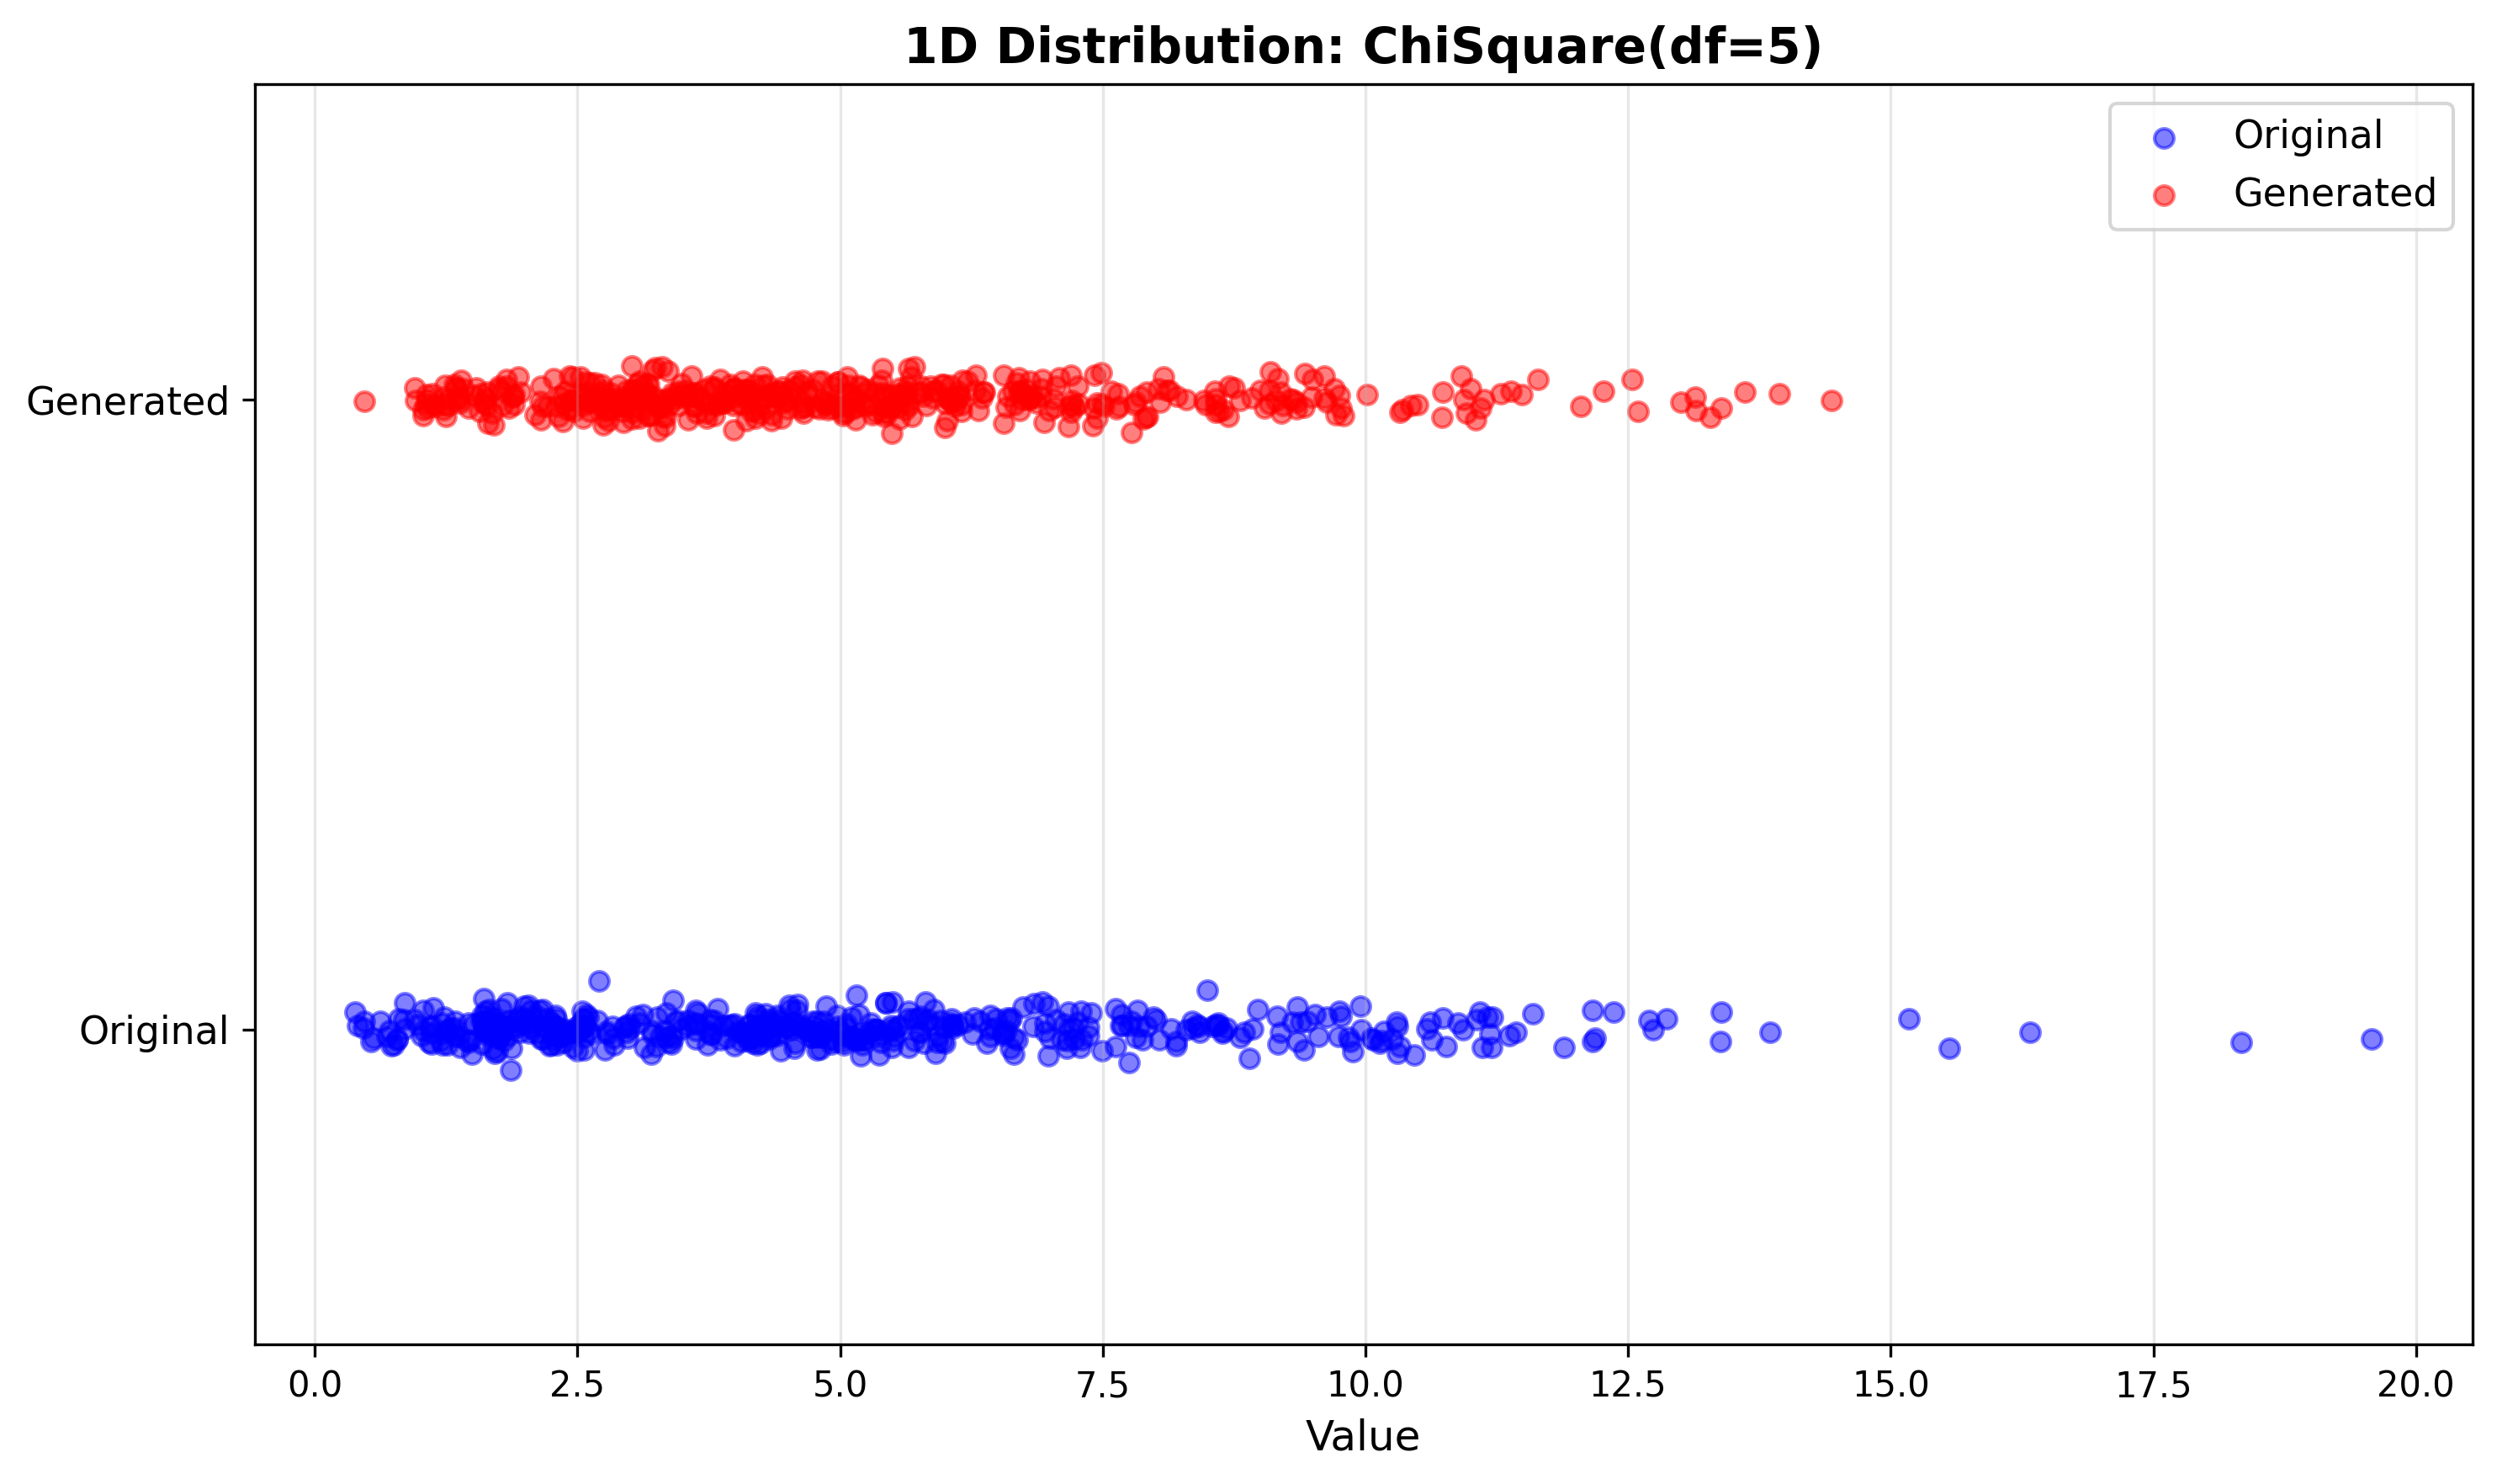 1D Distribution: ChiSquare(df=5)
Original
Generated
Generated
Original
0.0 2.5 5.0 7.5 10.0 12.5 15.0 17.5 20.0
Value